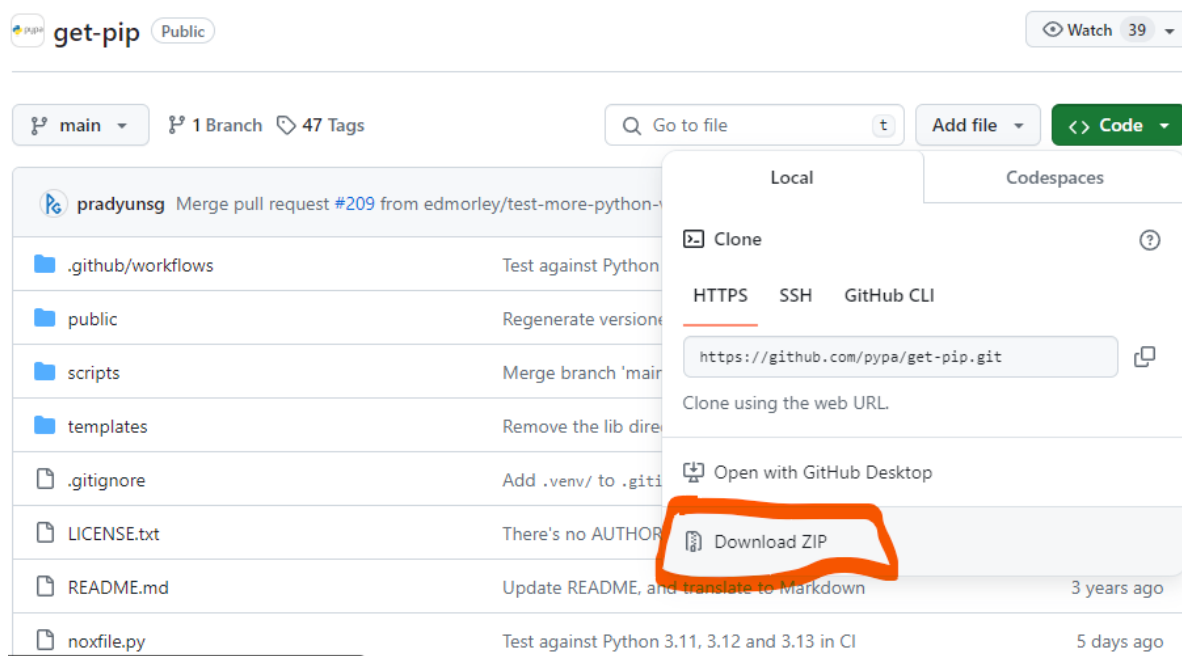 get-pip Public Watch 39
main 1 Branch 47 Tags Go to file t Add file <> Code
Local Codespaces
pradyunsg Merge pull request #209 from edmorley/test-more-python-
Clone
.github/workflows Test against Python
HTTPS SSH GitHub CLI
public Regenerate versione
https://github.com/pypa/get-pip.git
scripts Merge branch 'mair
Clone using the web URL.
templates Remove the lib dire
Open with GitHub Desktop
.gitignore Add .venv/ to .giti
LICENSE.txt There's no AUTHOR
Download ZIP
README.md Update README, and translate to Markdown 3 years ago
noxfile.py Test against Python 3.11, 3.12 and 3.13 in CI 5 days ago